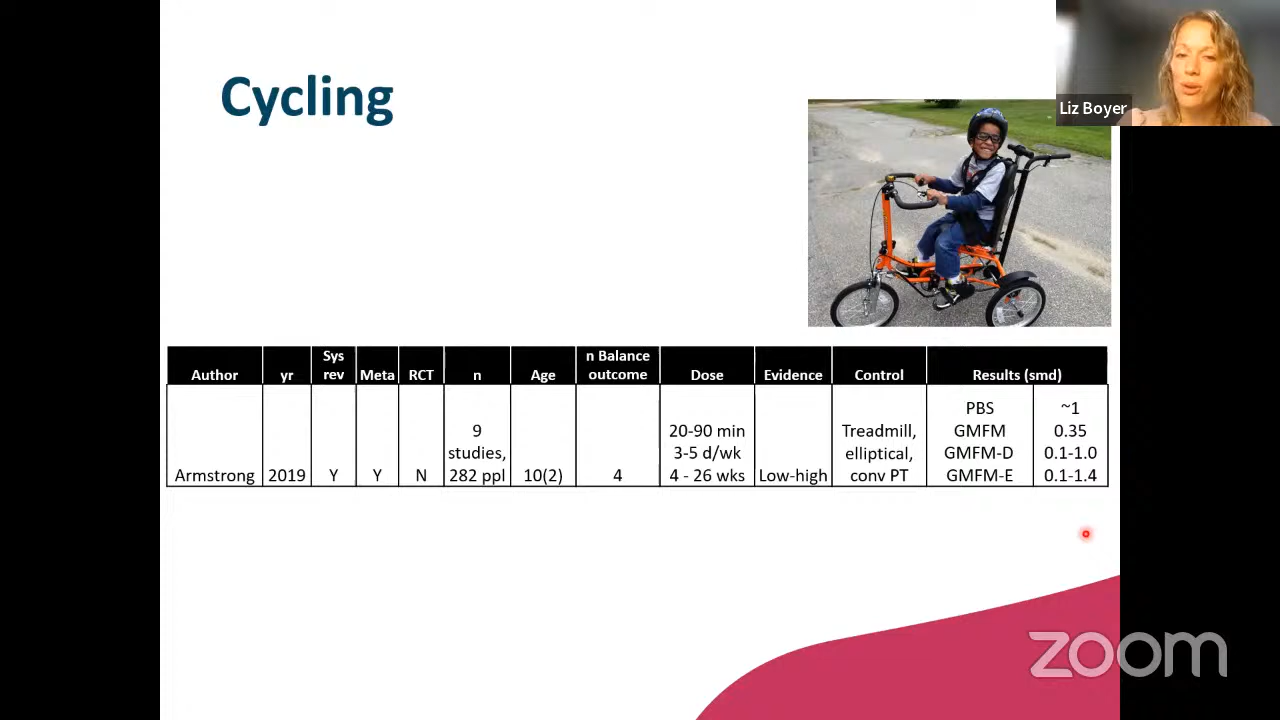 Cycling
Liz Boyer
Author yr Sys rev Meta RCT n Age n Balance outcome Dose Evidence Control Results (smd)
Armstrong 2019 Y Y N 9 studies, 282 ppl 10(2) 4 20-90 min 3-5 d/wk 4 - 26 wks Low-high Treadmill, elliptical, conv PT
PBS ~1
GMFM 0.35
GMFM-D 0.1-1.0
GMFM-E 0.1-1.4
zoom